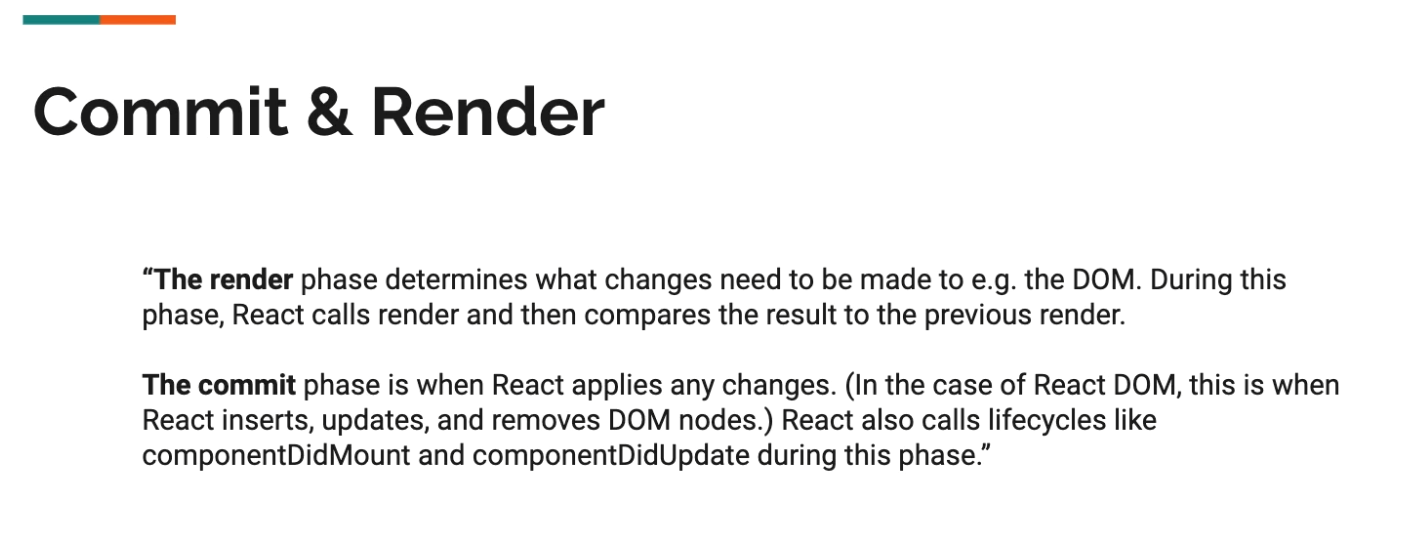 Commit & Render
“The render phase determines what changes need to be made to e.g. the DOM. During this
phase, React calls render and then compares the result to the previous render.
The commit phase is when React applies any changes. (In the case of React DOM, this is when
React inserts, updates, and removes DOM nodes.) React also calls lifecycles like
componentDidMount and componentDidUpdate during this phase.”